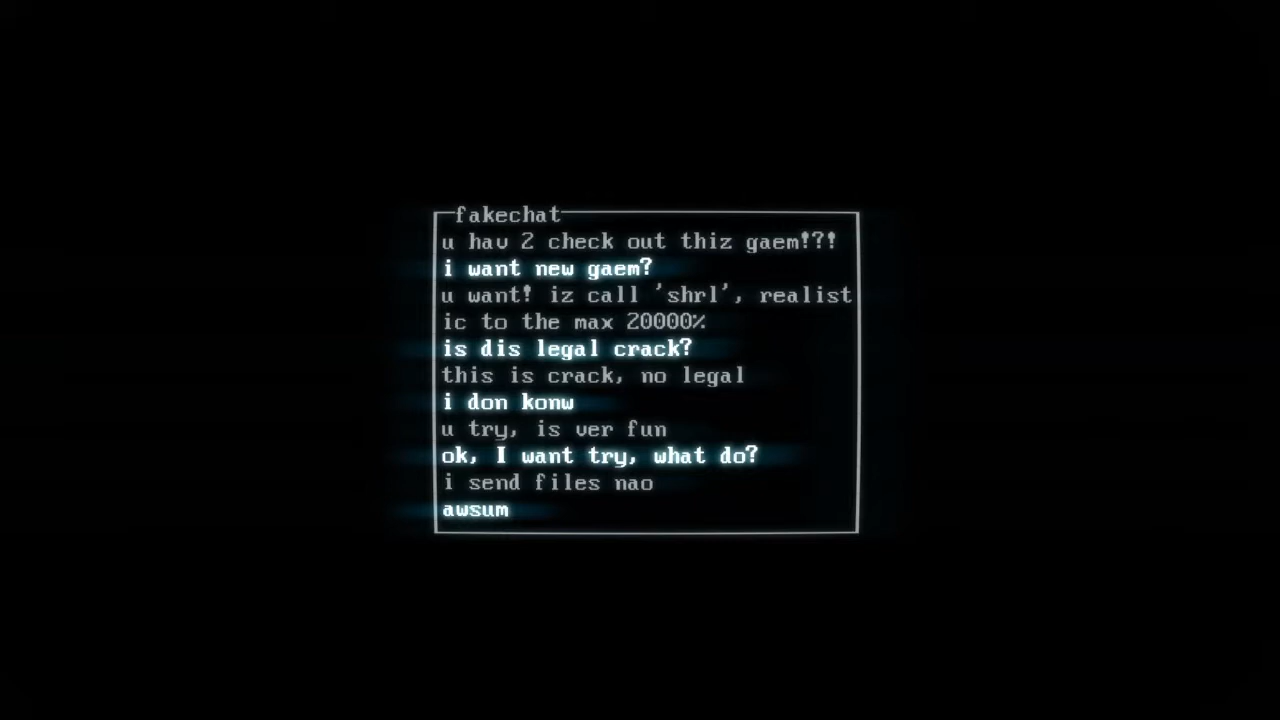 fakechat
u hav 2 check out thiz gaem!?!
i want new gaem?
u want! iz call 'shrl', realist
ic to the max 20000%
is dis legal crack?
this is crack, no legal
i don konw
u try, is ver fun
ok, I want try, what do?
i send files nao
awsum